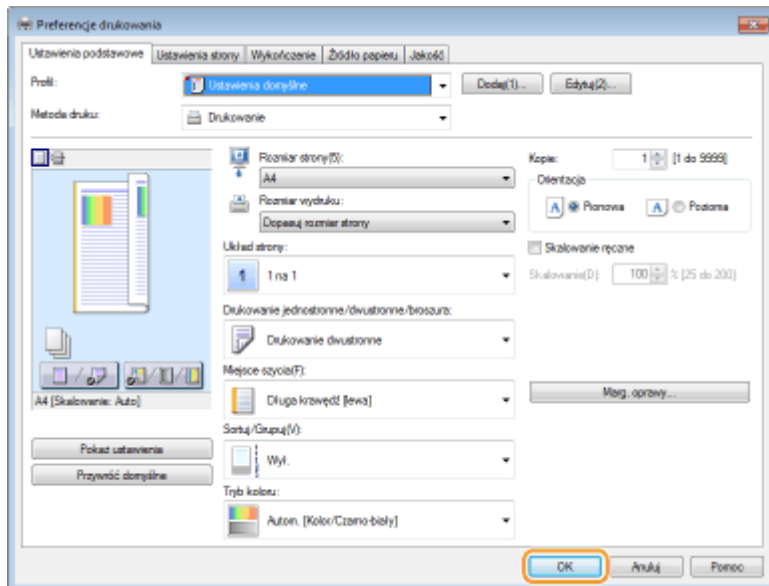 Preferencje drukowania
Ustawienia podstawowe Ustawienia strony Wykończenie Źródło papieru Jakość
Profil: Ustawienia domyślne Dodaj(1)... Edytuj(2)...
Metoda druku: Drukowanie
Rozmiar strony(5):
A4
Rozmiar wydruku:
Dopasuj rozmiar strony
Układ strony:
1 1 na 1
Drukowanie jednostronne/dwustronne/broszura:
Drukowanie dwustronne
Miejsce szycia(F):
Długa krawędź [lewa]
Sortuj/Grupuj(V):
Wył.
Tryb koloru:
Autom. [Kolor/Czarno-biały]
Kopie: 1 [1 do 9999]
Orientacja
A Pionowa A Pozioma
Skalowanie ręczne
Skalowanie(D): 100 % [25 do 200]
Marg. oprawy...
A4 [Skalowanie: Auto]
Pokaż ustawienia
Przywróć domyślne
OK Anuluj Pomoc